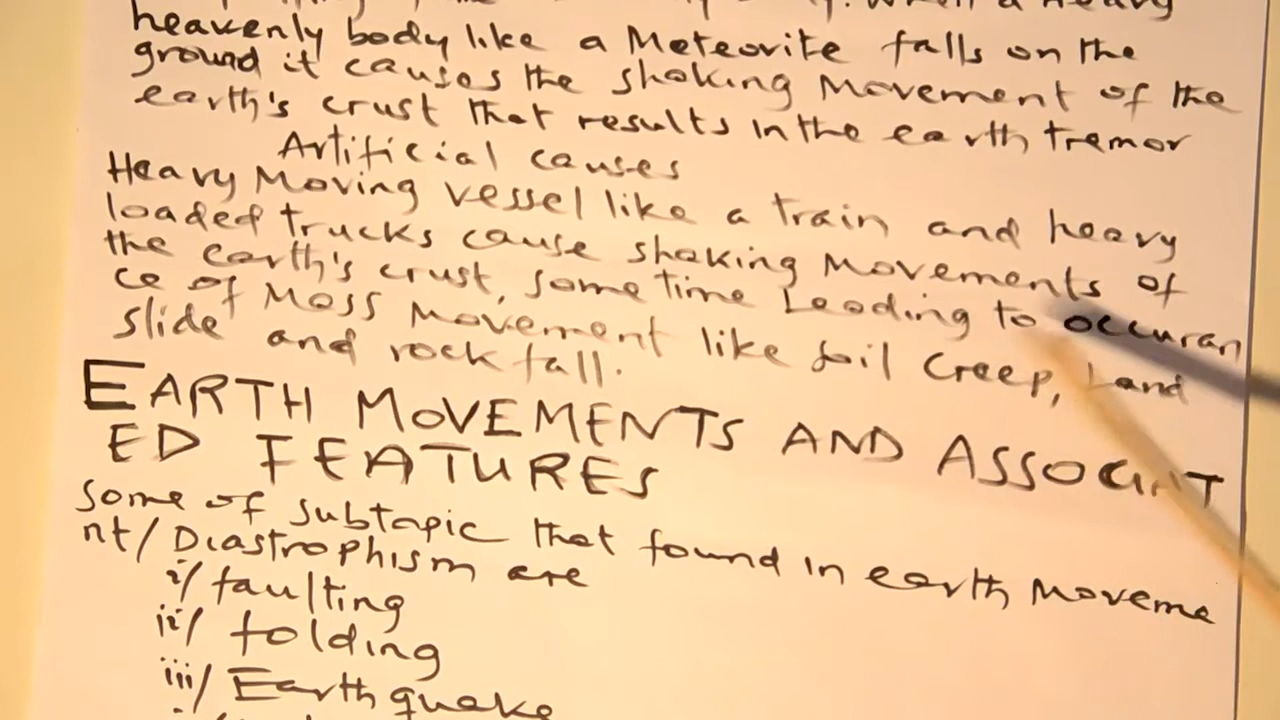 When a Heavy
heavenly body like a Meteorite falls on the
ground it causes the shaking Movement of the
earth's crust that results in the earth tremor
Artificial causes
Heavy Moving vessel like a train and heavy
loaded trucks cause shaking Movements of
the earth's crust, some time Leading to occuran
ce of Mass Movement like soil Creep, Land
slide and rock fall.
EARTH MOVEMENTS AND ASSOCIAT
ED FEATURES
Some of subtopic that found in earth Moveme
nt/Diastrophism are
i/ faulting
ii/ folding
iii/ Earthquake